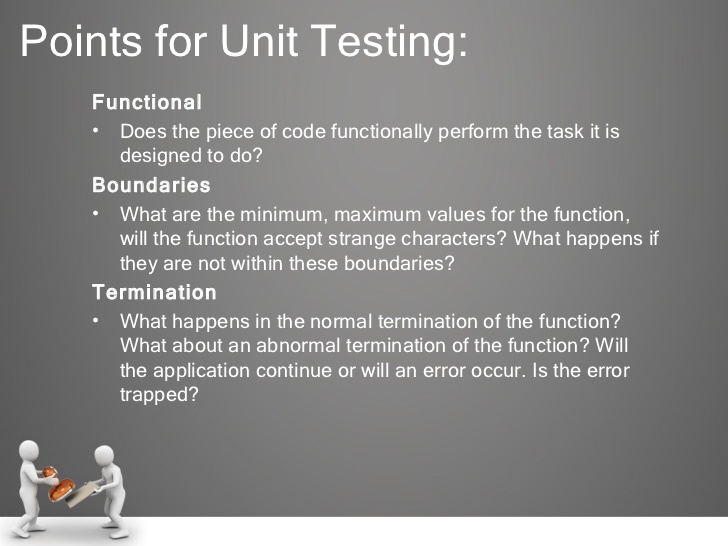 Points for Unit Testing:
Functional
• Does the piece of code functionally perform the task it is
designed to do?
Boundaries
• What are the minimum, maximum values for the function,
will the function accept strange characters? What happens if
they are not within these boundaries?
Termination
• What happens in the normal termination of the function?
What about an abnormal termination of the function? Will
the application continue or will an error occur. Is the error
trapped?